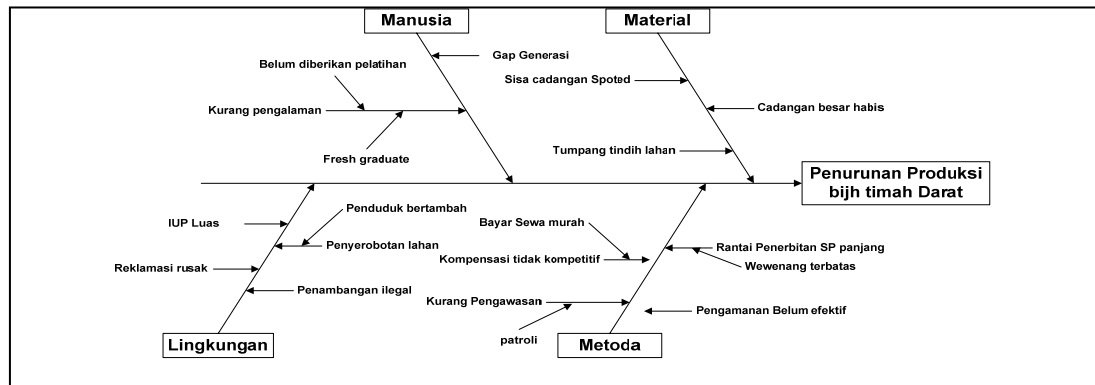 Manusia
Material
Gap Generasi
Belum diberikan pelatihan
Sisa cadangan Spoted
Kurang pengalaman
Cadangan besar habis
Fresh graduate
Tumpang tindih lahan
Penurunan Produksi
bijh timah Darat
Penduduk bertambah
IUP Luas
Bayar Sewa murah
Penyerobotan lahan
Rantai Penerbitan SP panjang
Kompensasi tidak kompetitif
Wewenang terbatas
Reklamasi rusak
Penambangan ilegal
Kurang Pengawasan
Pengamanan Belum efektif
patroli
Lingkungan
Metoda